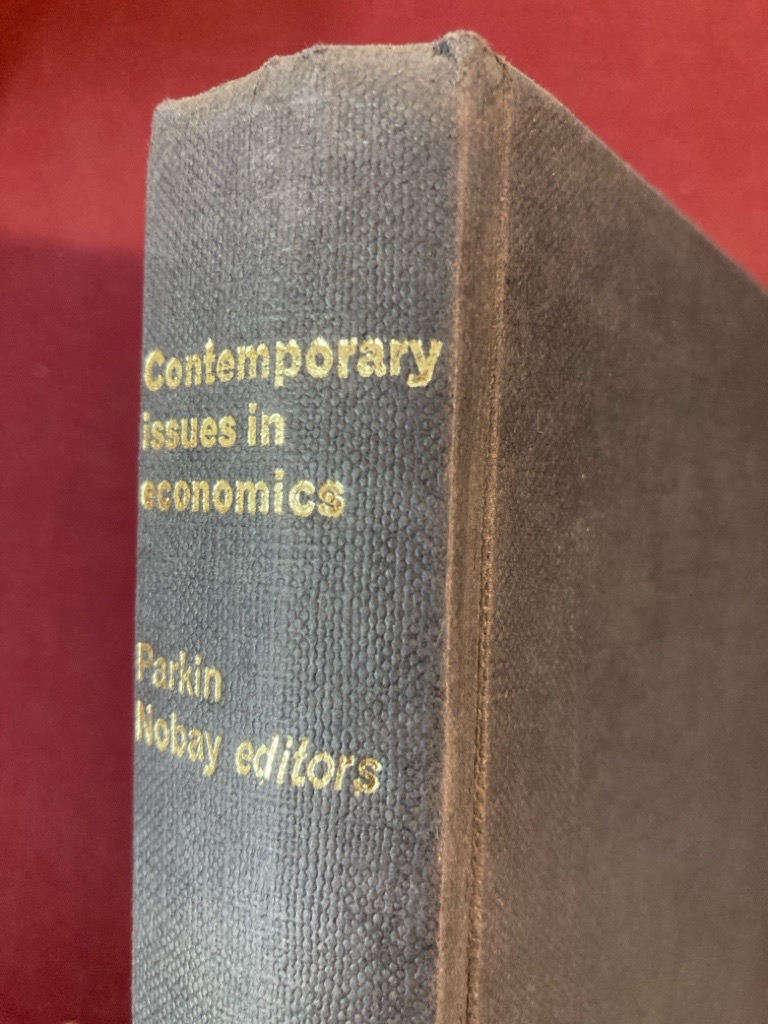 Contemporary
issues in
economics
Parkin
Nobay editors